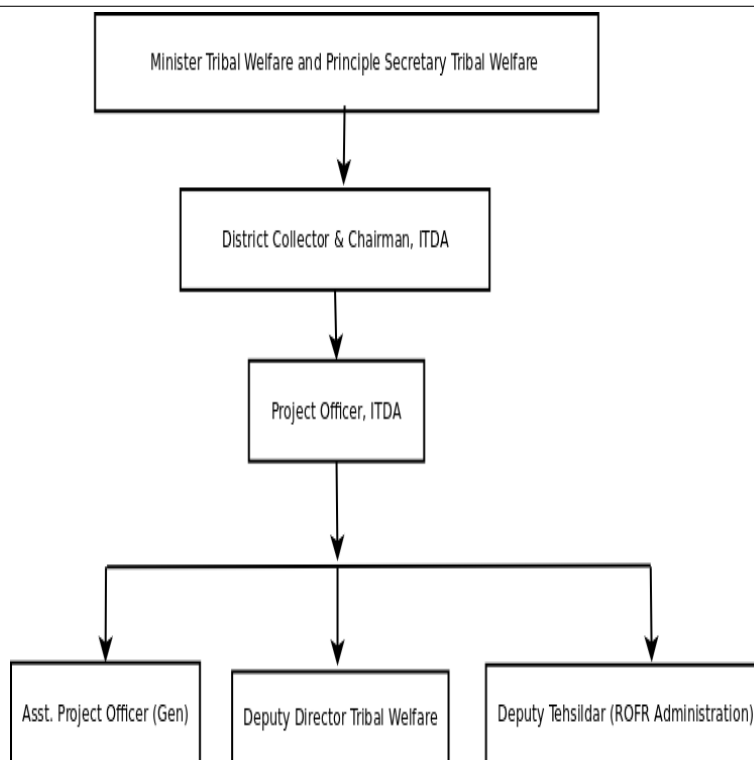 Minister Tribal Welfare and Principle Secretary Tribal Welfare
District Collector & Chairman, ITDA
Project Officer, ITDA
Asst. Project Officer (Gen)
Deputy Director Tribal Welfare
Deputy Tehsildar (ROFR Administration)